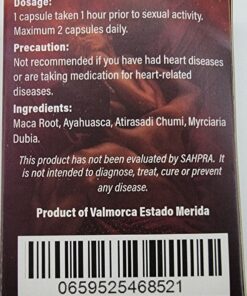 Dosage:
1 capsule taken 1 hour prior to sexual activity.
Maximum 2 capsules daily.
Precaution:
Not recommended if you have had heart diseases
or are taking medication for heart-related
diseases.
Ingredients:
Maca Root, Ayahuasca, Atirasadi Chumi, Myrciaria
Dubia.
This product has not been evaluated by SAHPRA. It
is not intended to diagnose, treat, cure or prevent
any disease.
Product of Valmorca Estado Merida
0659525468521